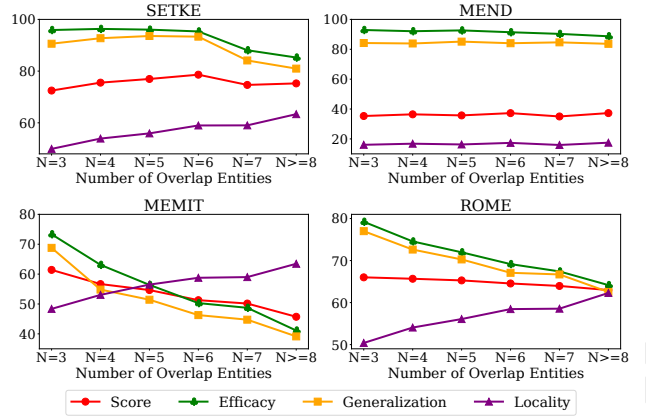 SETKE
100
80
60
N=3 N=4 N=5 N=6 N=7 N>=8
Number of Overlap Entities
MEND
100
80
60
40
20
N=3 N=4 N=5 N=6 N=7 N>=8
Number of Overlap Entities
MEMIT
80
70
60
50
40
N=3 N=4 N=5 N=6 N=7 N>=8
Number of Overlap Entities
ROME
80
70
60
50
N=3 N=4 N=5 N=6 N=7 N>=8
Number of Overlap Entities
Score Efficacy Generalization Locality